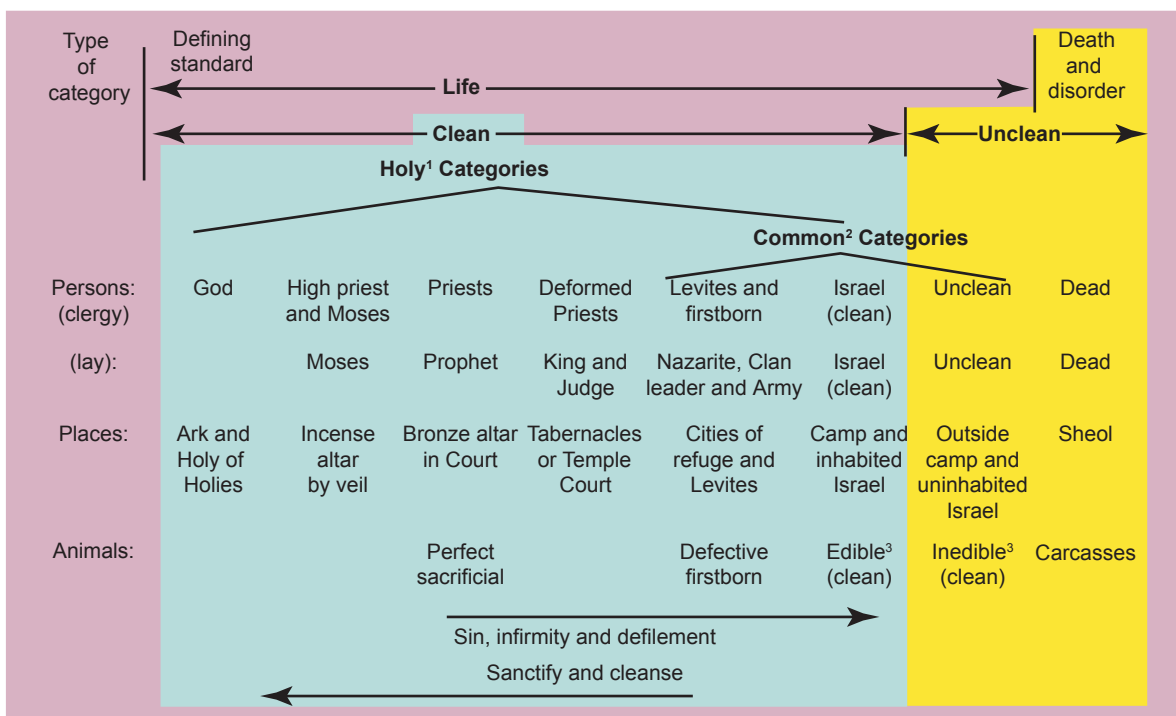 Type of category
Defining standard
Death and disorder
Life
Clean
Unclean
Holy¹ Categories
Common² Categories
Persons: (clergy)
God
High priest and Moses
Priests
Deformed Priests
Levites and firstborn
Israel (clean)
Unclean
Dead
(lay):
Moses
Prophet
King and Judge
Nazarite, Clan leader and Army
Israel (clean)
Unclean
Dead
Places:
Ark and Holy of Holies
Incense altar by veil
Bronze altar in Court
Tabernacles or Temple Court
Cities of refuge and Levites
Camp and inhabited Israel
Outside camp and uninhabited Israel
Sheol
Animals:
Perfect sacrificial
Defective firstborn
Edible³ (clean)
Inedible³ (clean)
Carcasses
Sin, infirmity and defilement
Sanctify and cleanse